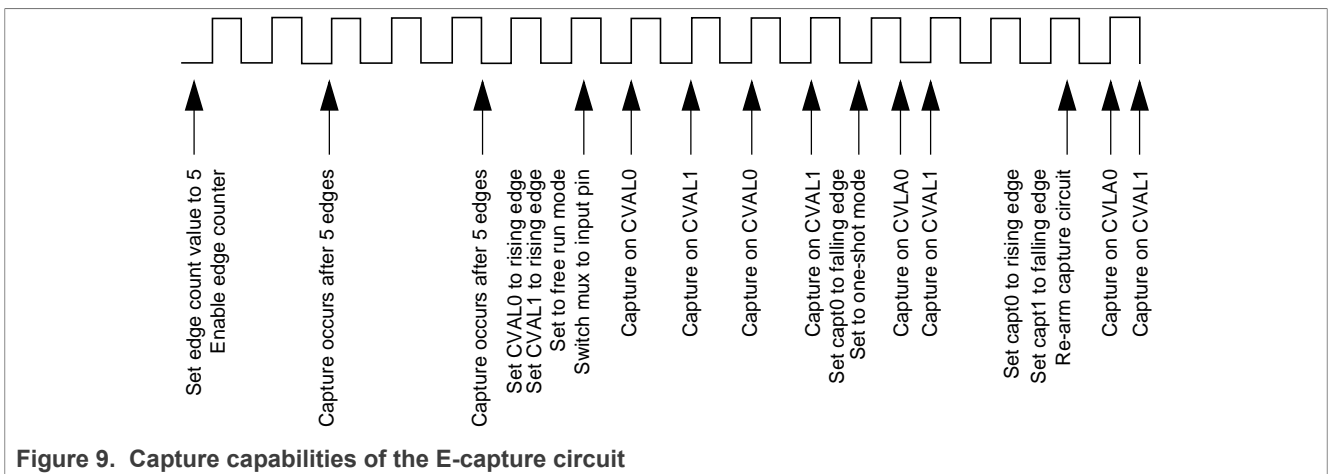 Set edge count value to 5
Enable edge counter
Capture occurs after 5 edges
Capture occurs after 5 edges
Set CVAL0 to rising edge
Set CVAL1 to rising edge
Set to free run mode
Switch mux to input pin
Capture on CVAL0
Capture on CVAL1
Capture on CVAL0
Capture on CVAL1
Set capt0 to falling edge
Set to one-shot mode
Capture on CVLA0
Capture on CVAL1
Set capt0 to rising edge
Set capt1 to falling edge
Re-arm capture circuit
Capture on CVLA0
Capture on CVAL1
Figure 9. Capture capabilities of the E-capture circuit